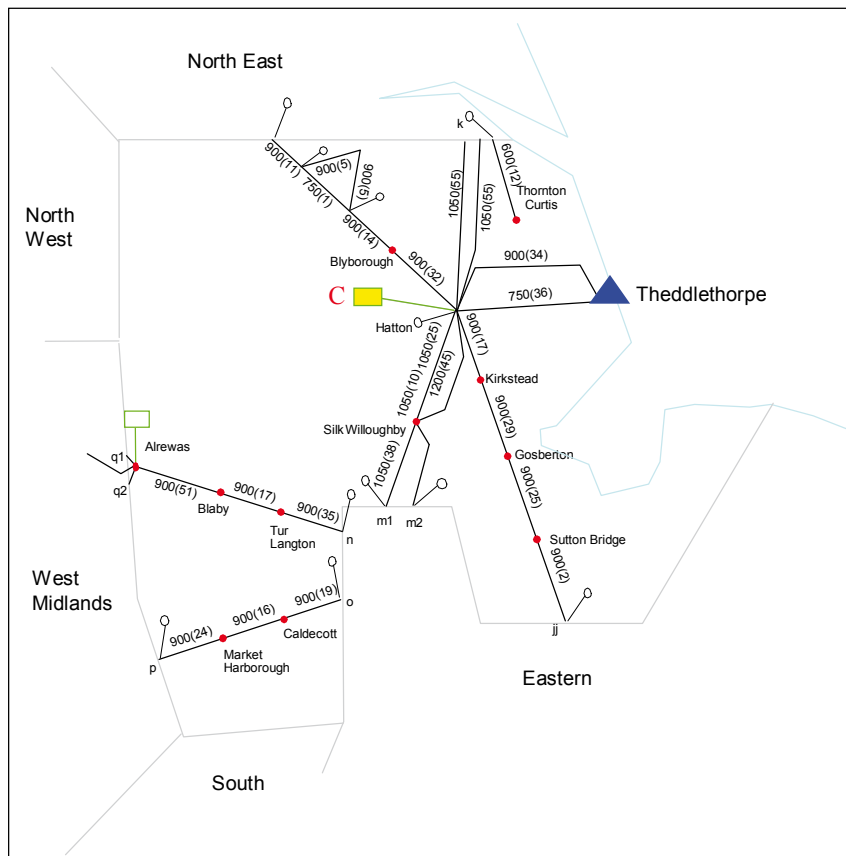 North East
k
600(12)
900(11)
900(5)
900(5)
750(1)
1050(55)
1050(55)
Thornton
Curtis
North
West
900(14)
Blyborough
900(32)
900(34)
C
750(36)
Theddlethorpe
Hatton
1050(25)
900(17)
1050(10)
1200(45)
Kirkstead
Silk Willoughby
900(29)
Gosberton
q1
Alrewas
q2
900(51)
900(17)
Blaby
900(35)
Tur
Langton
n
1050(38)
m1
m2
900(25)
Sutton Bridge
900(2)
West
Midlands
o
900(19)
900(16)
Caldecott
900(24)
Market
Harborough
p
jj
Eastern
South